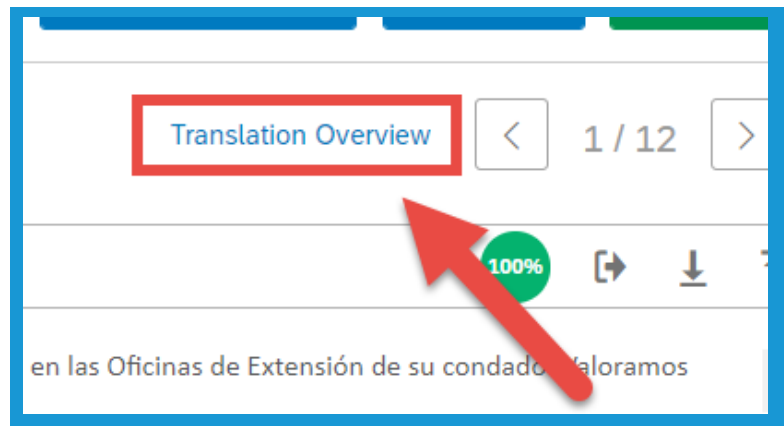 Translation Overview
1 / 12
100%
en las Oficinas de Extensión de su condado Valoramos